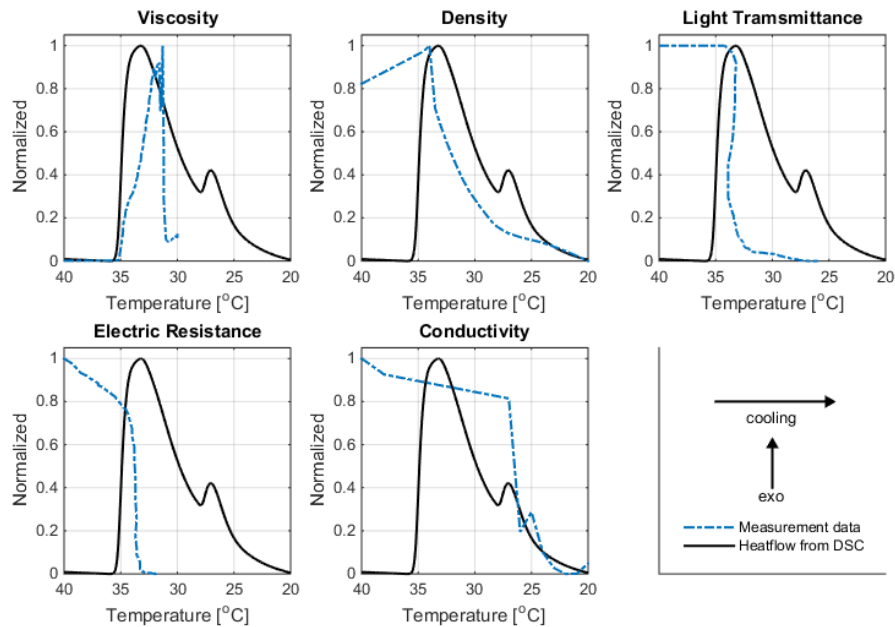 Viscosity
1
0.8
0.6
0.4
0.2
0
Normalized
40 35 30 25 20
Temperature [°C]
Density
1
0.8
0.6
0.4
0.2
0
Normalized
40 35 30 25 20
Temperature [°C]
Light Tramsmittance
1
0.8
0.6
0.4
0.2
0
Normalized
40 35 30 25 20
Temperature [°C]
Electric Resistance
1
0.8
0.6
0.4
0.2
0
Normalized
40 35 30 25 20
Temperature [°C]
Conductivity
1
0.8
0.6
0.4
0.2
0
Normalized
40 35 30 25 20
Temperature [°C]
cooling
exo
Measurement data
Heatflow from DSC